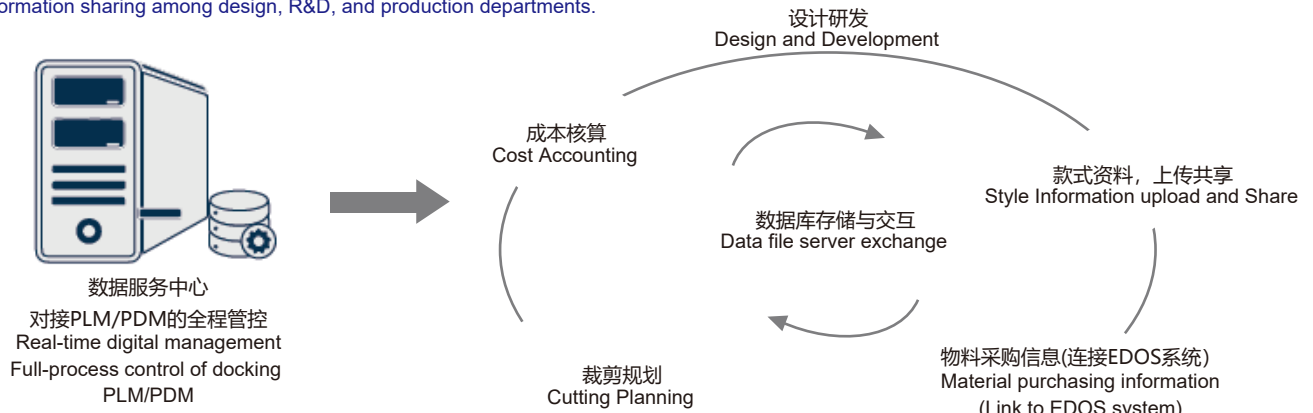 formation sharing among design, R&D, and production departments.
设计研发
Design and Development
成本核算
Cost Accounting
款式资料，上传共享
Style Information upload and Share
数据库存储与交互
Data file server exchange
数据服务中心
对接PLM/PDM的全程管控
Real-time digital management
Full-process control of docking
PLM/PDM
裁剪规划
Cutting Planning
物料采购信息(连接EDOS系统)
Material purchasing information
(Link to EDOS system)